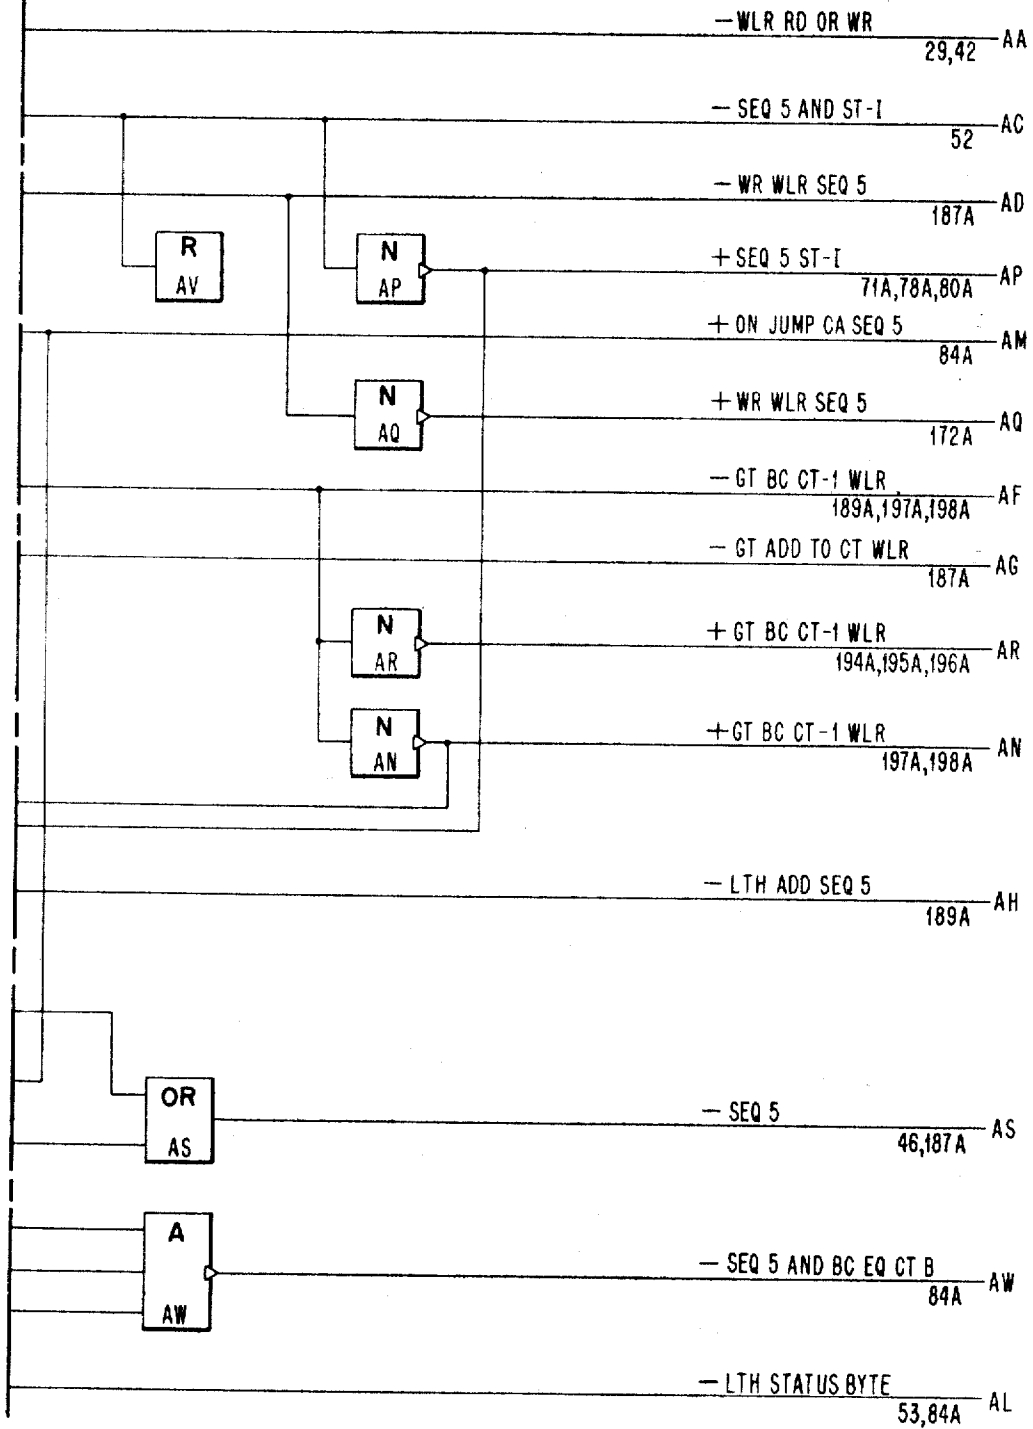 −WLR RD OR WR
29,42
AA
− SEQ 5 AND ST-I
52
AC
− WR WLR SEQ 5
187A
AD
R
AV
N
AP
+ SEQ 5 ST-I
71A,78A,80A
AP
+ ON JUMP CA SEQ 5
84A
AM
N
AQ
+ WR WLR SEQ 5
172A
AQ
− GT BC CT-1 WLR
189A,197A,198A
AF
− GT ADD TO CT WLR
187A
AG
N
AR
+ GT BC CT-1 WLR
194A,195A,196A
AR
N
AN
+GT BC CT-1 WLR
197A,198A
AN
− LTH ADD SEQ 5
189A
AH
OR
AS
− SEQ 5
46,187A
AS
A
AW
− SEQ 5 AND BC EQ CT B
84A
AW
− LTH STATUS BYTE
53,84A
AL